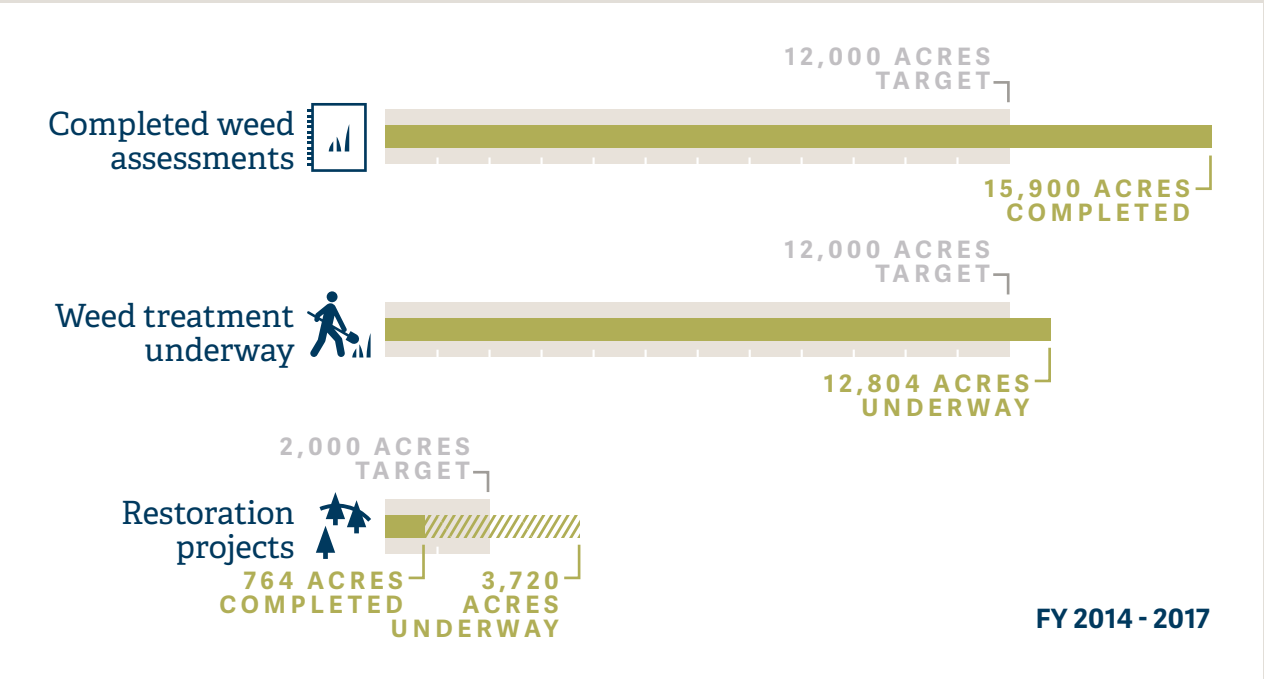 12,000 ACRES
TARGET
Completed weed
assessments
15,900 ACRES
COMPLETED
12,000 ACRES
TARGET
Weed treatment
underway
12,804 ACRES
UNDERWAY
2,000 ACRES
TARGET
Restoration
projects
764 ACRES
COMPLETED
3,720
ACRES
UNDERWAY
FY 2014 - 2017